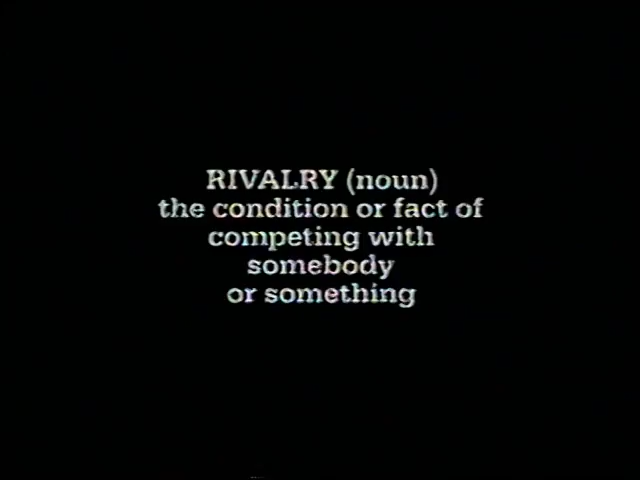 RIVALRY (noun)
the condition or fact of
competing with
somebody
or something